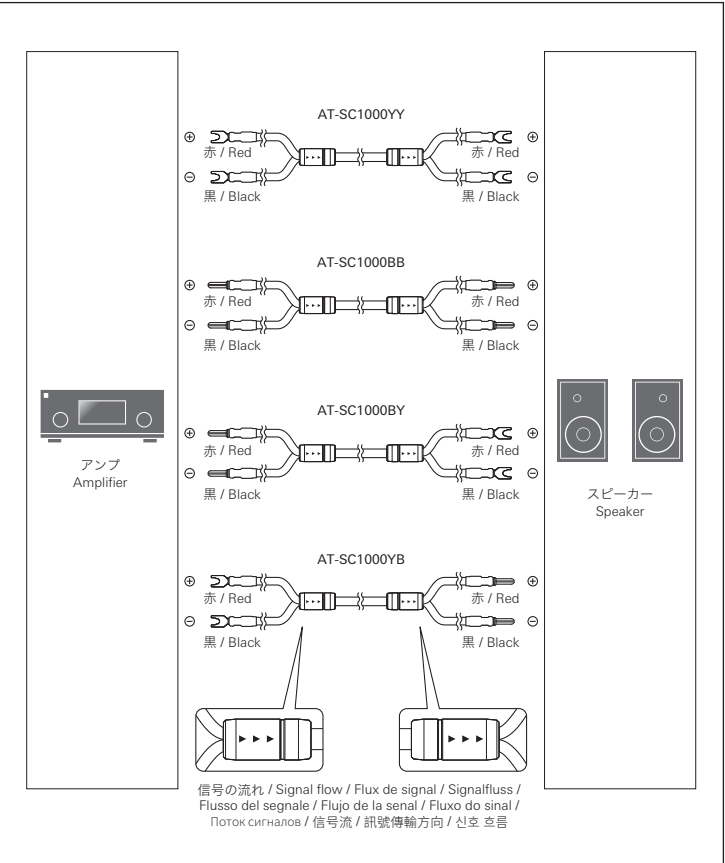 AT-SC1000YY
⊕ 赤 / Red 赤 / Red ⊕
⊖ 黒 / Black 黒 / Black ⊖
AT-SC1000BB
⊕ 赤 / Red 赤 / Red ⊕
⊖ 黒 / Black 黒 / Black ⊖
AT-SC1000BY
⊕ 赤 / Red 赤 / Red ⊕
⊖ 黒 / Black 黒 / Black ⊖
アンプ
Amplifier
スピーカー
Speaker
AT-SC1000YB
⊕ 赤 / Red 赤 / Red ⊕
⊖ 黒 / Black 黒 / Black ⊖
信号の流れ / Signal flow / Flux de signal / Signalfluss /
Flusso del segnale / Flujo de la senal / Fluxo do sinal /
Поток сигналов / 信号流 / 訊號傳輸方向 / 신호 흐름